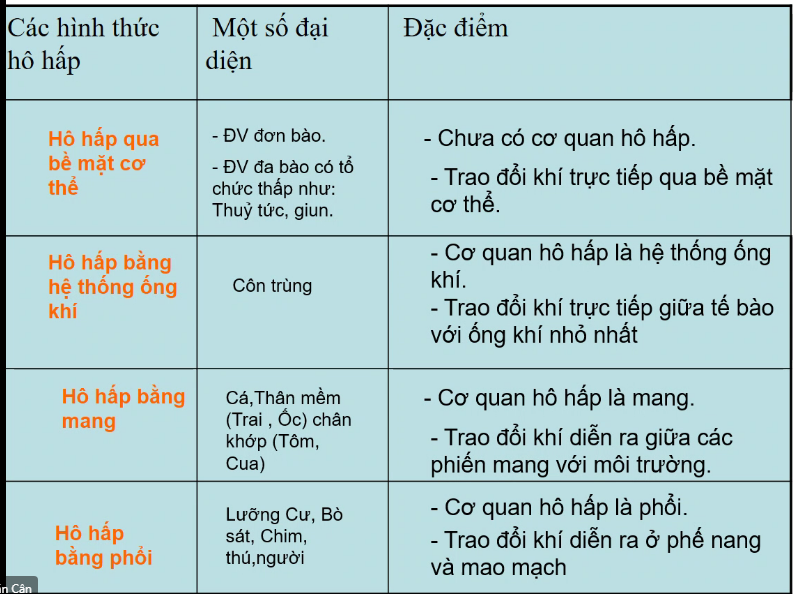 Các hình thức
hô hấp
Một số đại
diện
Đặc điểm
Hô hấp qua
bề mặt cơ
thể
- ĐV đơn bào.
- ĐV đa bào có tổ
chức thấp như:
Thuỷ tức, giun.
- Chưa có cơ quan hô hấp.
- Trao đổi khí trực tiếp qua bề mặt
cơ thể.
Hô hấp bằng
hệ thống ống
khí
Côn trùng
- Cơ quan hô hấp là hệ thống ống
khí.
- Trao đổi khí trực tiếp giữa tế bào
với ống khí nhỏ nhất
Hô hấp bằng
mang
Cá,Thân mềm
(Trai , Ốc) chân
khớp (Tôm,
Cua)
- Cơ quan hô hấp là mang.
- Trao đổi khí diễn ra giữa các
phiến mang với môi trường.
Hô hấp
bằng phổi
Lưỡng Cư, Bò
sát, Chim,
thú,người
- Cơ quan hô hấp là phổi.
- Trao đổi khí diễn ra ở phế nang
và mao mạch
Cân